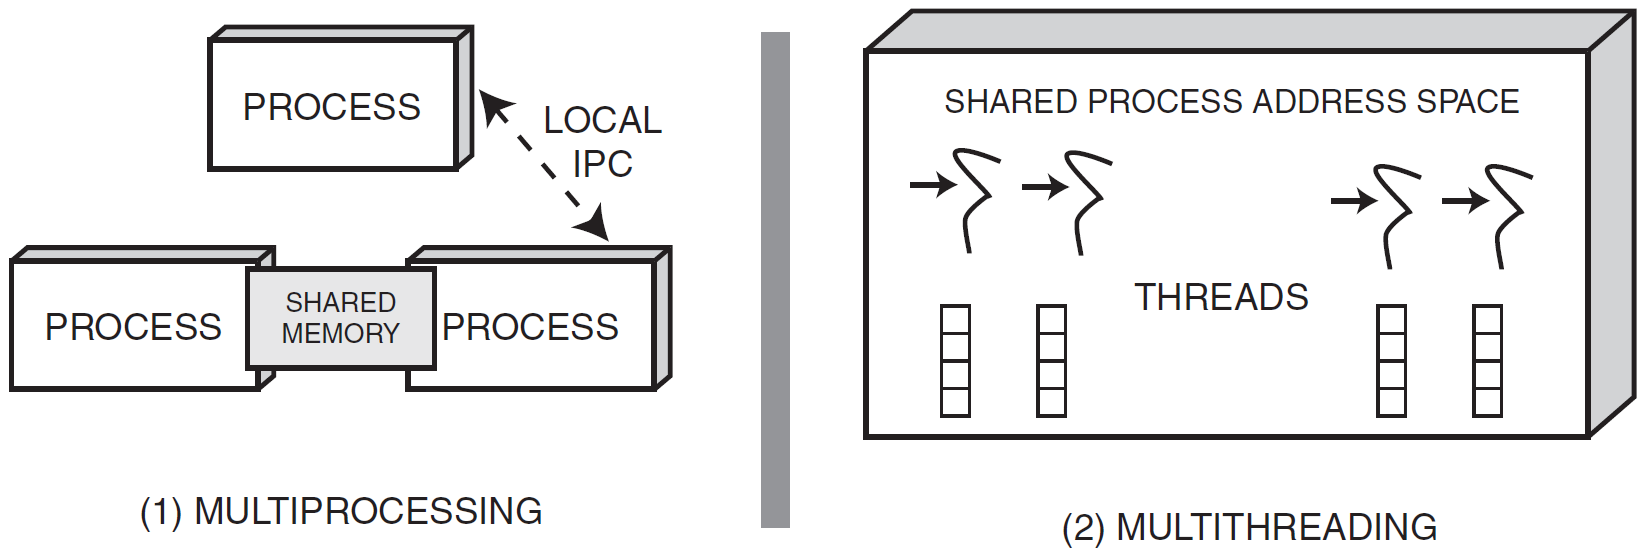 PROCESS
LOCAL
IPC
PROCESS
SHARED
MEMORY
PROCESS
(1) MULTIPROCESSING
SHARED PROCESS ADDRESS SPACE
THREADS
(2) MULTITHREADING